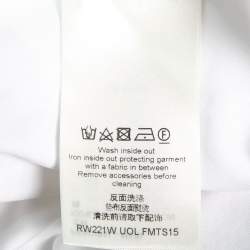 Wash inside out
Iron inside out protecting garment
with a fabric in between
Remove accessories before
cleaning
反面洗涤
垫布反面熨烫
清洗前请取下配饰
RW221W UOL FMTS15